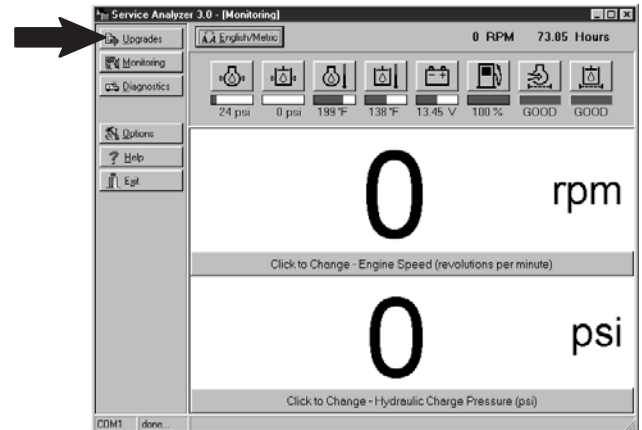 Service Analyzer 3.0 - [Monitoring]
Upgrades
English/Metric
0 RPM 73.85 Hours
Monitoring
Diagnostics
24 psi 0 psi 199 °F 138 °F 13.45 V 100 % GOOD GOOD
Options
Help
Exit
0 rpm
Click to Change - Engine Speed (revolutions per minute)
0 psi
Click to Change - Hydraulic Charge Pressure (psi)
COM1 done...